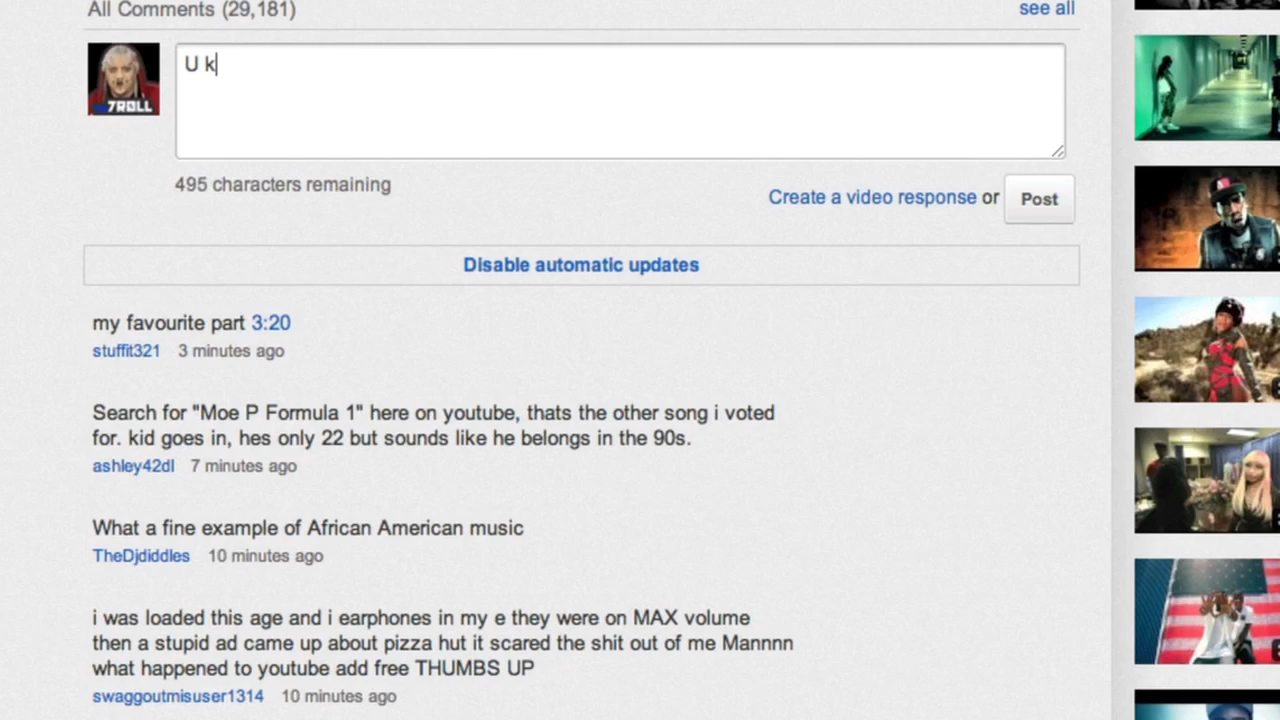 All Comments (29,181) see all
7ROLL
U k
495 characters remaining
Create a video response or Post
Disable automatic updates
my favourite part 3:20
stuffit321 3 minutes ago
Search for "Moe P Formula 1" here on youtube, thats the other song i voted
for. kid goes in, hes only 22 but sounds like he belongs in the 90s.
ashley42dl 7 minutes ago
What a fine example of African American music
TheDjdiddles 10 minutes ago
i was loaded this age and i earphones in my e they were on MAX volume
then a stupid ad came up about pizza hut it scared the shit out of me Mannnn
what happened to youtube add free THUMBS UP
swaggoutmisuser1314 10 minutes ago